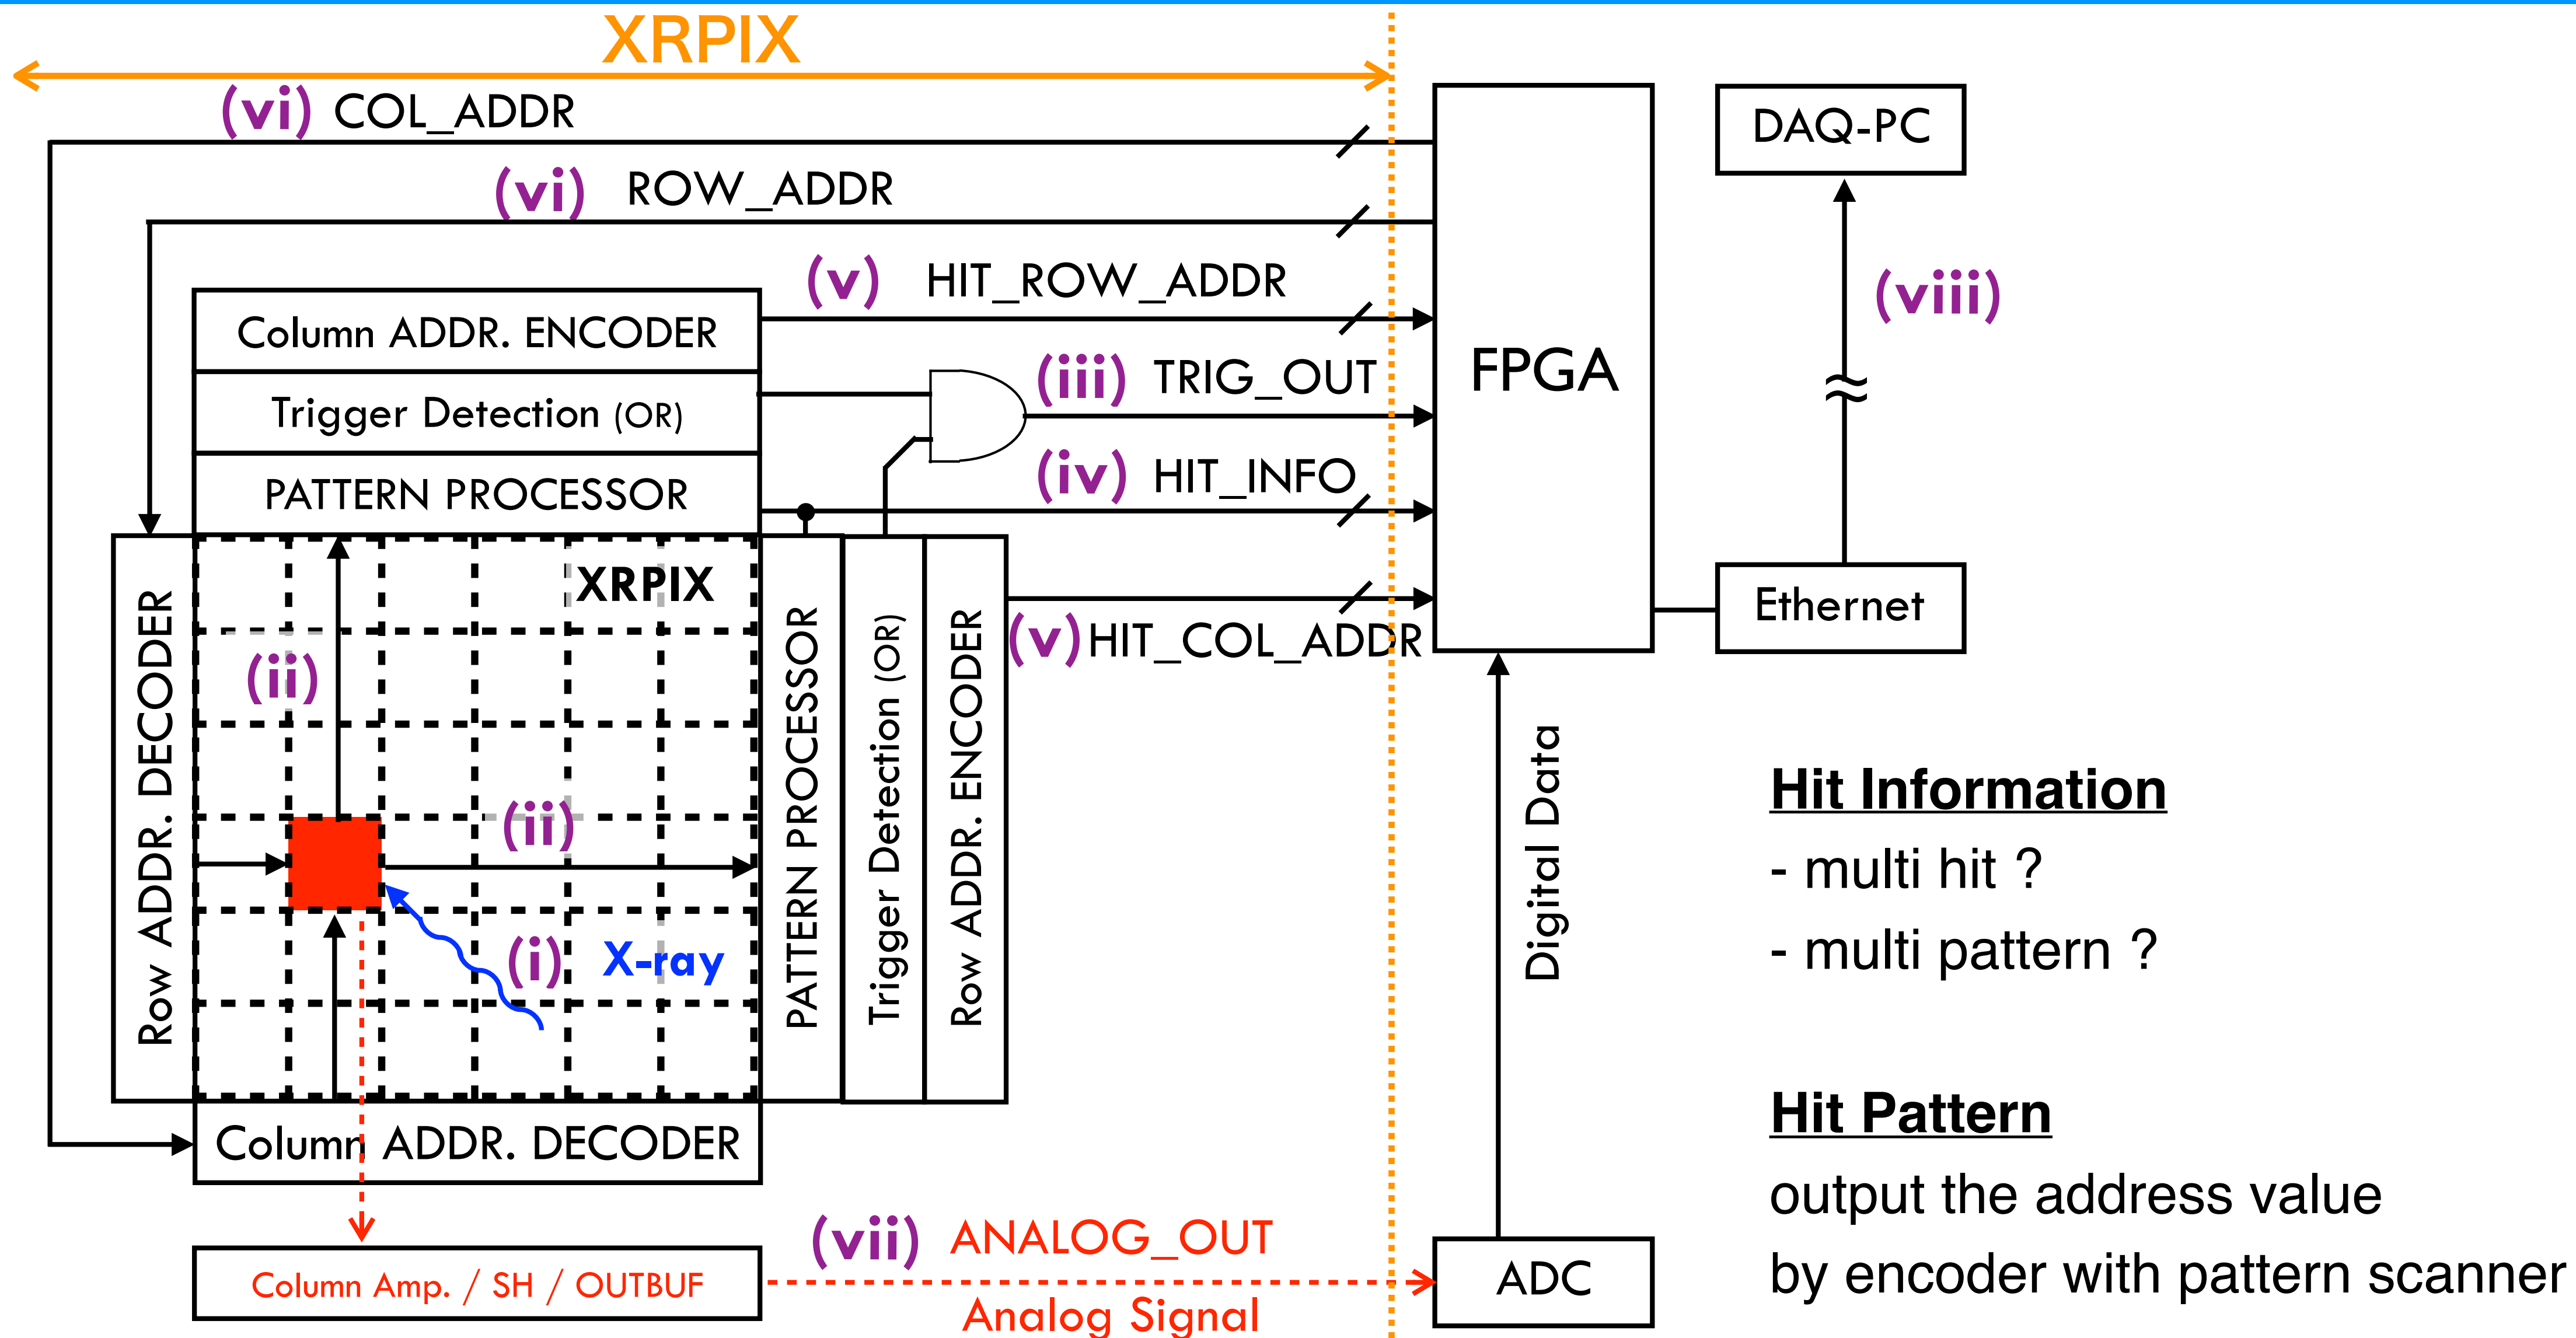 XRPIX
(vi) COL_ADDR
(vi) ROW_ADDR
(v) HIT_ROW_ADDR
(iii) TRIG_OUT
(iv) HIT_INFO
(v) HIT_COL_ADDR
Column ADDR. ENCODER
Trigger Detection (OR)
PATTERN PROCESSOR
Row ADDR. DECODER
XRPIX
(ii)
(ii)
(i) X-ray
PATTERN PROCESSOR
Trigger Detection (OR)
Row ADDR. ENCODER
Column ADDR. DECODER
Column Amp. / SH / OUTBUF
(vii) ANALOG_OUT
Analog Signal
FPGA
DAQ-PC
(viii)
Ethernet
Digital Data
ADC
Hit Information
- multi hit ?
- multi pattern ?
Hit Pattern
output the address value
by encoder with pattern scanner